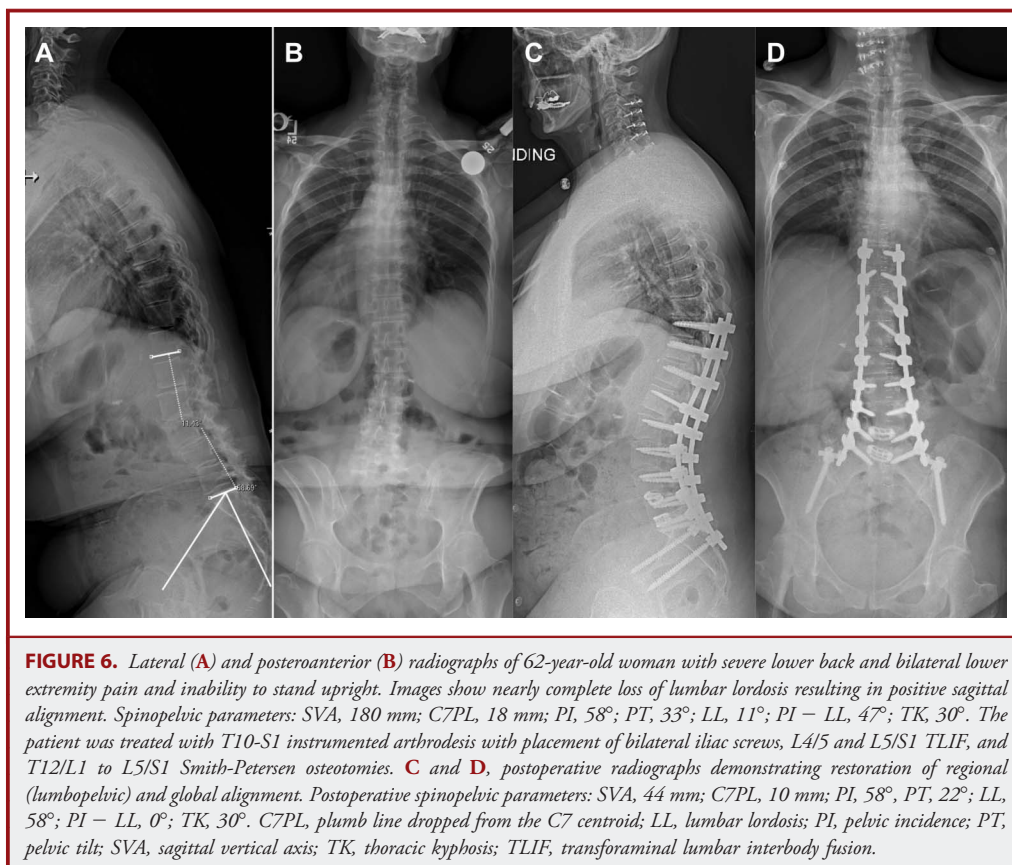 A
B
C
D
NDING
11.43°
68.69°
FIGURE 6. Lateral (A) and posteroanterior (B) radiographs of 62-year-old woman with severe lower back and bilateral lower
extremity pain and inability to stand upright. Images show nearly complete loss of lumbar lordosis resulting in positive sagittal
alignment. Spinopelvic parameters: SVA, 180 mm; C7PL, 18 mm; PI, 58°; PT, 33°; LL, 11°; PI − LL, 47°; TK, 30°. The
patient was treated with T10-S1 instrumented arthrodesis with placement of bilateral iliac screws, L4/5 and L5/S1 TLIF, and
T12/L1 to L5/S1 Smith-Petersen osteotomies. C and D, postoperative radiographs demonstrating restoration of regional
(lumbopelvic) and global alignment. Postoperative spinopelvic parameters: SVA, 44 mm; C7PL, 10 mm; PI, 58°, PT, 22°; LL,
58°; PI − LL, 0°; TK, 30°. C7PL, plumb line dropped from the C7 centroid; LL, lumbar lordosis; PI, pelvic incidence; PT,
pelvic tilt; SVA, sagittal vertical axis; TK, thoracic kyphosis; TLIF, transforaminal lumbar interbody fusion.